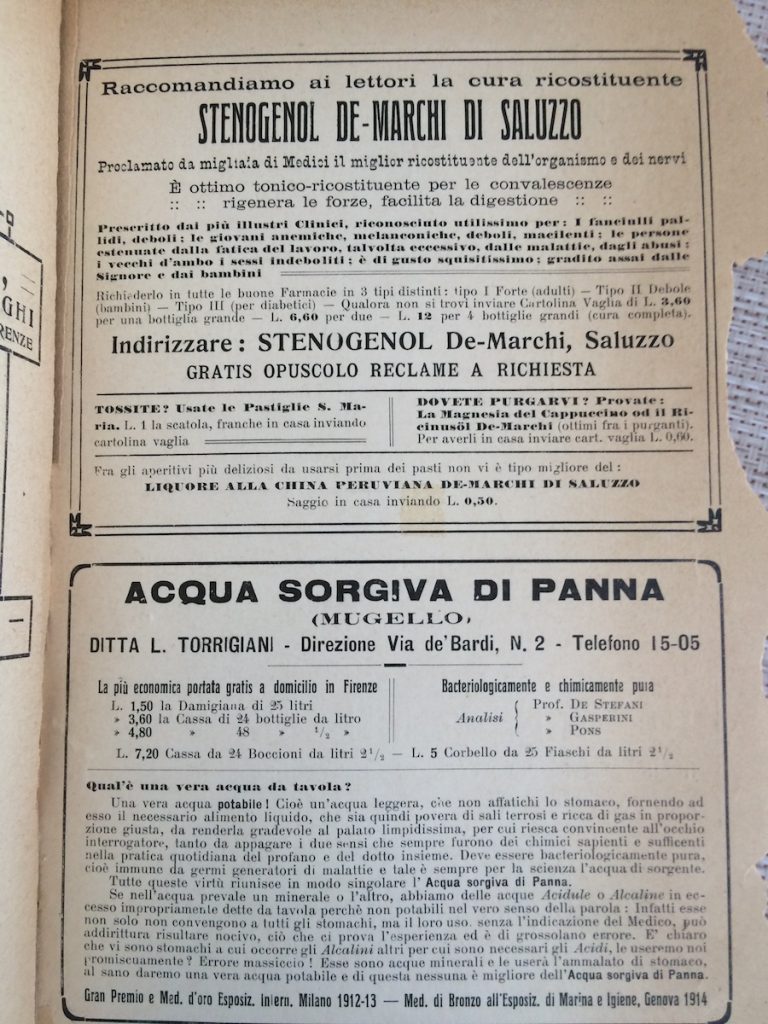 GHI
RENZE
Raccomandiamo ai lettori la cura ricostituente
STENOGENOL DE-MARCHI DI SALUZZO
Proclamato da migliaia di Medici il miglior ricostituente dell'organismo e dei nervi
È ottimo tonico-ricostituente per le convalescenze
:: :: rigenera le forze, facilita la digestione :: ::
Prescritto dai più illustri Clinici, riconosciuto utilissimo per: I fanciulli pal-
lidi, deboli; le giovani anemiche, melanconiche, deboli, macilenti; le persone
estenuate dalla fatica del lavoro, talvolta eccessivo, dalle malattie, dagli abusi;
i vecchi d'ambo i sessi indeboliti; è di gusto squisitissimo; gradito assai dalle
Signore e dai bambini
Richiederlo in tutte le buone Farmacie in 3 tipi distinti: tipo I Forte (adulti) — Tipo II Debole
(bambini) — Tipo III (per diabetici) — Qualora non si trovi inviare Cartolina Vaglia di L. 3,60
per una bottiglia grande — L. 6,60 per due — L. 12 per 4 bottiglie grandi (cura completa).
Indirizzare: STENOGENOL De-Marchi, Saluzzo
GRATIS OPUSCOLO RECLAME A RICHIESTA
TOSSITE? Usate le Pastiglie S. Ma-
ria. L. 1 la scatola, franche in casa inviando
cartolina vaglia
DOVETE PURGARVI? Provate:
La Magnesia del Cappuccino od il Ri-
cinusöl De-Marchi (ottimi fra i purganti).
Per averli in casa inviare cart. vaglia L. 0,60.
Fra gli aperitivi più deliziosi da usarsi prima dei pasti non vi è tipo migliore del:
LIQUORE ALLA CHINA PERUVIANA DE-MARCHI DI SALUZZO
Saggio in casa inviando L. 0,50.
ACQUA SORGIVA DI PANNA
(MUGELLO)
DITTA L. TORRIGIANI - Direzione Via de' Bardi, N. 2 - Telefono 15-05
La più economica portata gratis a domicilio in Firenze
L. 1,50 la Damigiana di 25 litri
» 3,60 la Cassa di 24 bottiglie da litro
» 4,80 » 48 » 1/2 »
Bacteriologicamente e chimicamente pura
Analisi { Prof. DE STEFANI
» GASPERINI
» PONS
L. 7,20 Cassa da 24 Boccioni da litri 2 1/2 — L. 5 Corbello da 25 Fiaschi da litri 2 1/2
Qual'è una vera acqua da tavola?
Una vera acqua potabile! Cioè un'acqua leggera, che non affatichi lo stomaco, fornendo ad
esso il necessario alimento liquido, che sia quindi povera di sali terrosi e ricca di gas in propor-
zione giusta, da renderla gradevole al palato limpidissima, per cui riesca convincente all'occhio
interrogatore, tanto da appagare i due sensi che sempre furono dei chimici sapienti e sufficenti
nella pratica quotidiana del profano e del dotto insieme. Deve essere bacteriologicamente pura,
cioè immune da germi generatori di malattie e tale è sempre per la scienza l'acqua di sorgente.
Tutte queste virtù riunisce in modo singolare l'Acqua sorgiva di Panna.
Se nell'acqua prevale un minerale o l'altro, abbiamo delle acque Acidule o Alcaline in ec-
cesso impropriamente dette da tavola perchè non potabili nel vero senso della parola: Infatti esse
non solo non convengono a tutti gli stomachi, ma il loro uso, senza l'indicazione del Medico, può
addirittura risultare nocivo, ciò che ci prova l'esperienza ed è di grossolano errore. E' chiaro
che vi sono stomachi a cui occorre gli Alcalini altri per cui sono necessari gli Acidi, le useremo noi
promiscuamente? Errore massiccio! Esse sono acque minerali e le userà l'ammalato di stomaco,
al sano daremo una vera acqua potabile e di questa nessuna è migliore dell'Acqua sorgiva di Panna.
Gran Premio e Med. d'oro Esposiz. Intern. Milano 1912-13 — Med. di Bronzo all'Esposiz. di Marina e Igiene, Genova 1914